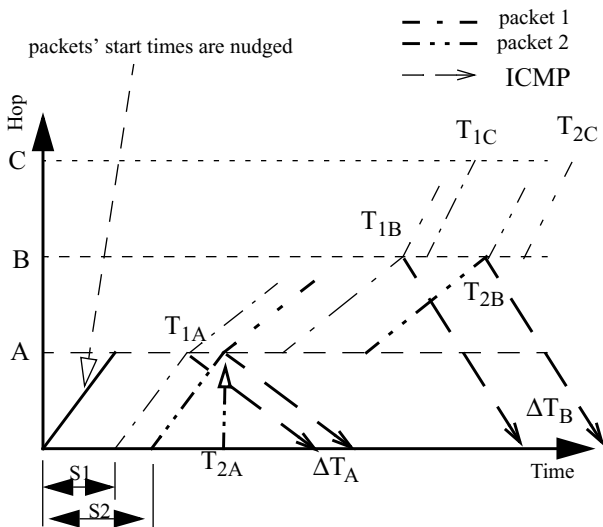 packet 1
packet 2
ICMP
packets' start times are nudged
Hop
T1C
T2C
C
T1B
B
T2B
T1A
A
ΔTB
T2A
ΔTA
Time
S1
S2